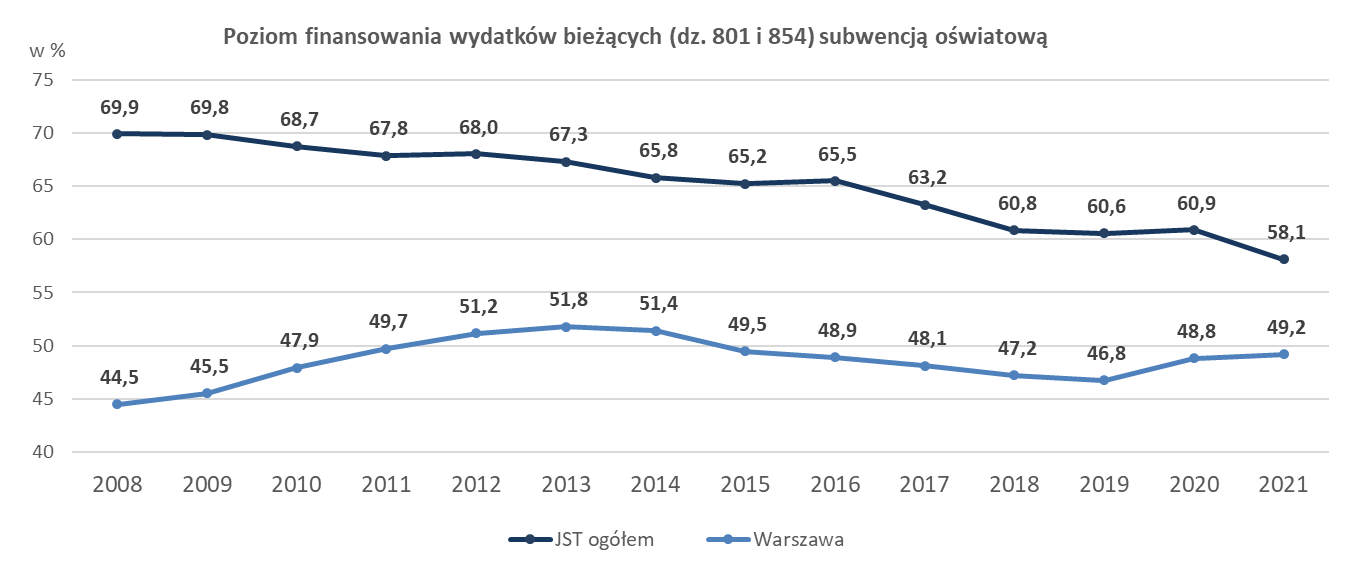 Poziom finansowania wydatków bieżących (dz. 801 i 854) subwencją oświatową
w %
75
69,9 69,8 68,7 67,8 68,0 67,3 65,8 65,2 65,5 63,2 60,8 60,6 60,9 58,1
70
65
60
55
44,5 45,5 47,9 49,7 51,2 51,8 51,4 49,5 48,9 48,1 47,2 46,8 48,8 49,2
50
45
40
2008 2009 2010 2011 2012 2013 2014 2015 2016 2017 2018 2019 2020 2021
JST ogółem Warszawa